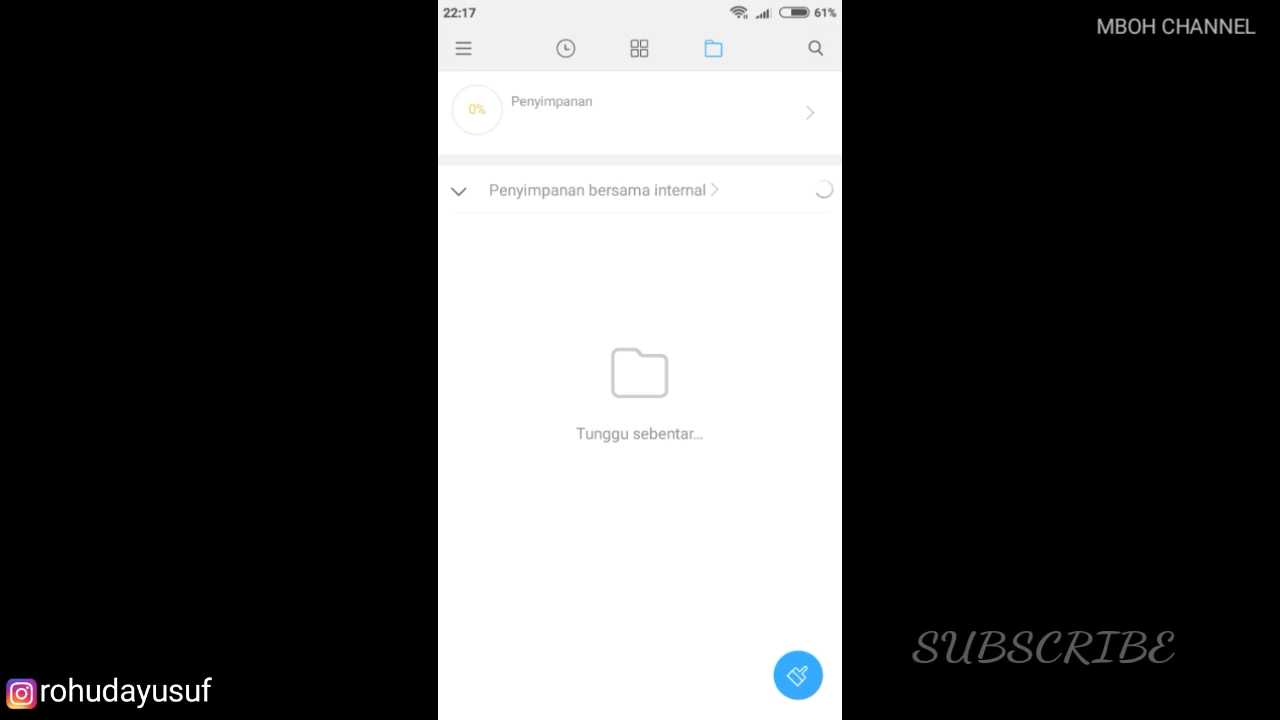 22:17
61%
MBOH CHANNEL
0%
Penyimpanan
Penyimpanan bersama internal
Tunggu sebentar...
SUBSCRIBE
rohudayusuf